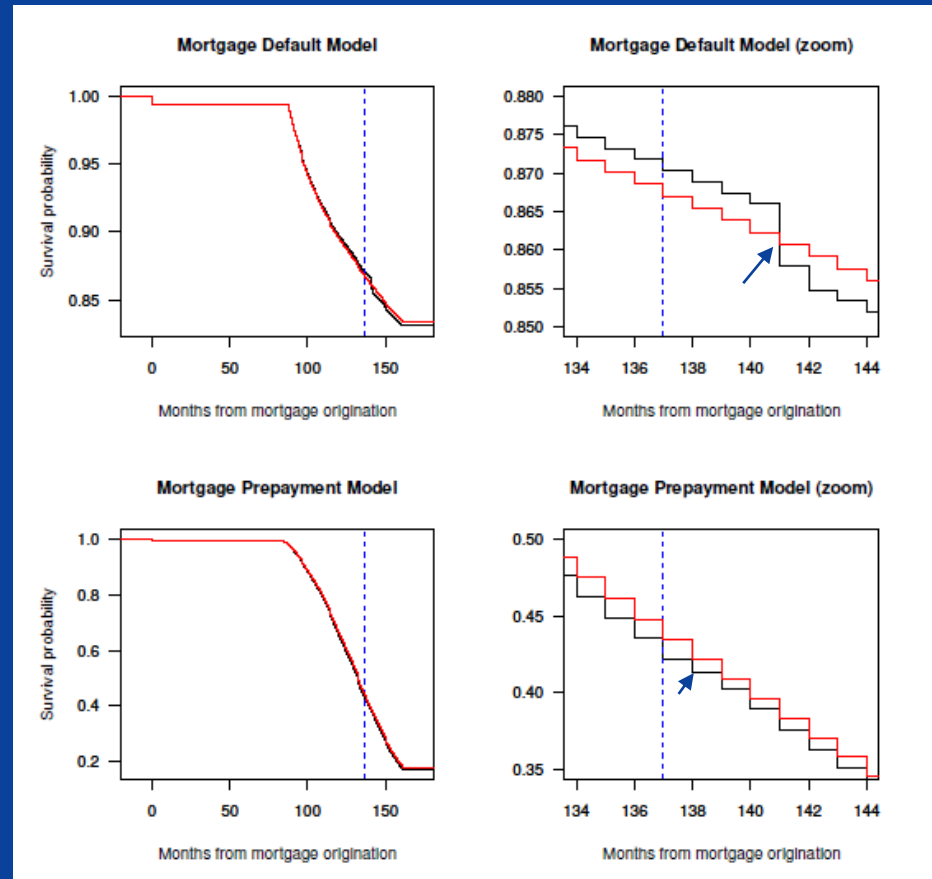 Mortgage Default Model
Survival probability
1.00
0.95
0.90
0.85
0 50 100 150
Months from mortgage origination
Mortgage Default Model (zoom)
0.880
0.875
0.870
0.865
0.860
0.855
0.850
134 136 138 140 142 144
Months from mortgage origination
Mortgage Prepayment Model
Survival probability
1.0
0.8
0.6
0.4
0.2
0 50 100 150
Months from mortgage origination
Mortgage Prepayment Model (zoom)
0.50
0.45
0.40
0.35
134 136 138 140 142 144
Months from mortgage origination